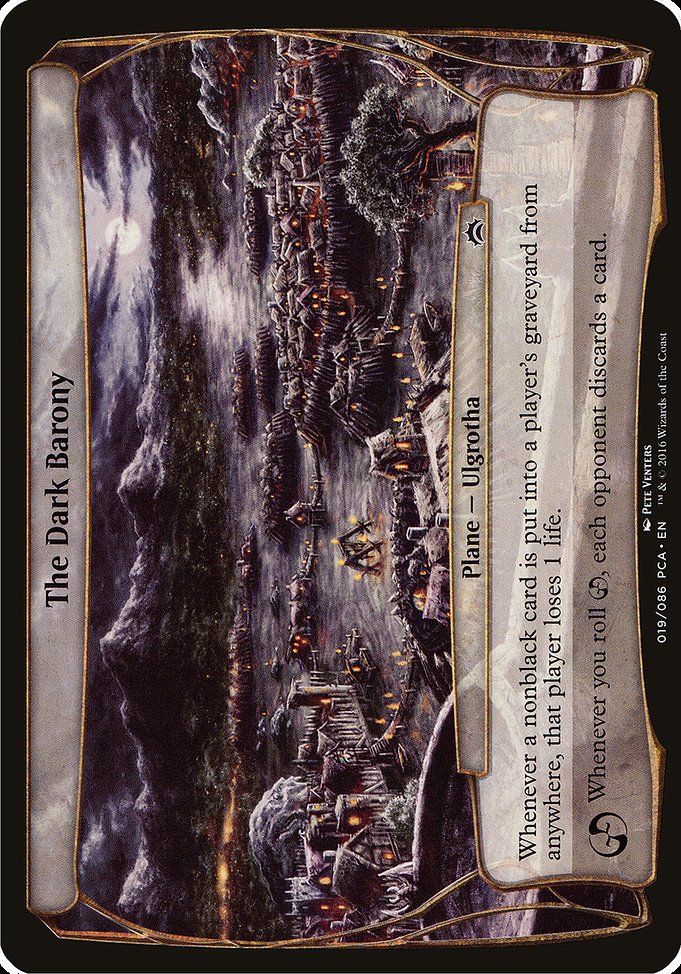 The Dark Barony
Plane — Ulgrotha
Whenever a nonblack card is put into a player's graveyard from
anywhere, that player loses 1 life.
Whenever you roll , each opponent discards a card.
019/086 PCA • EN PETE VENTERS
™ & © 2016 Wizards of the Coast